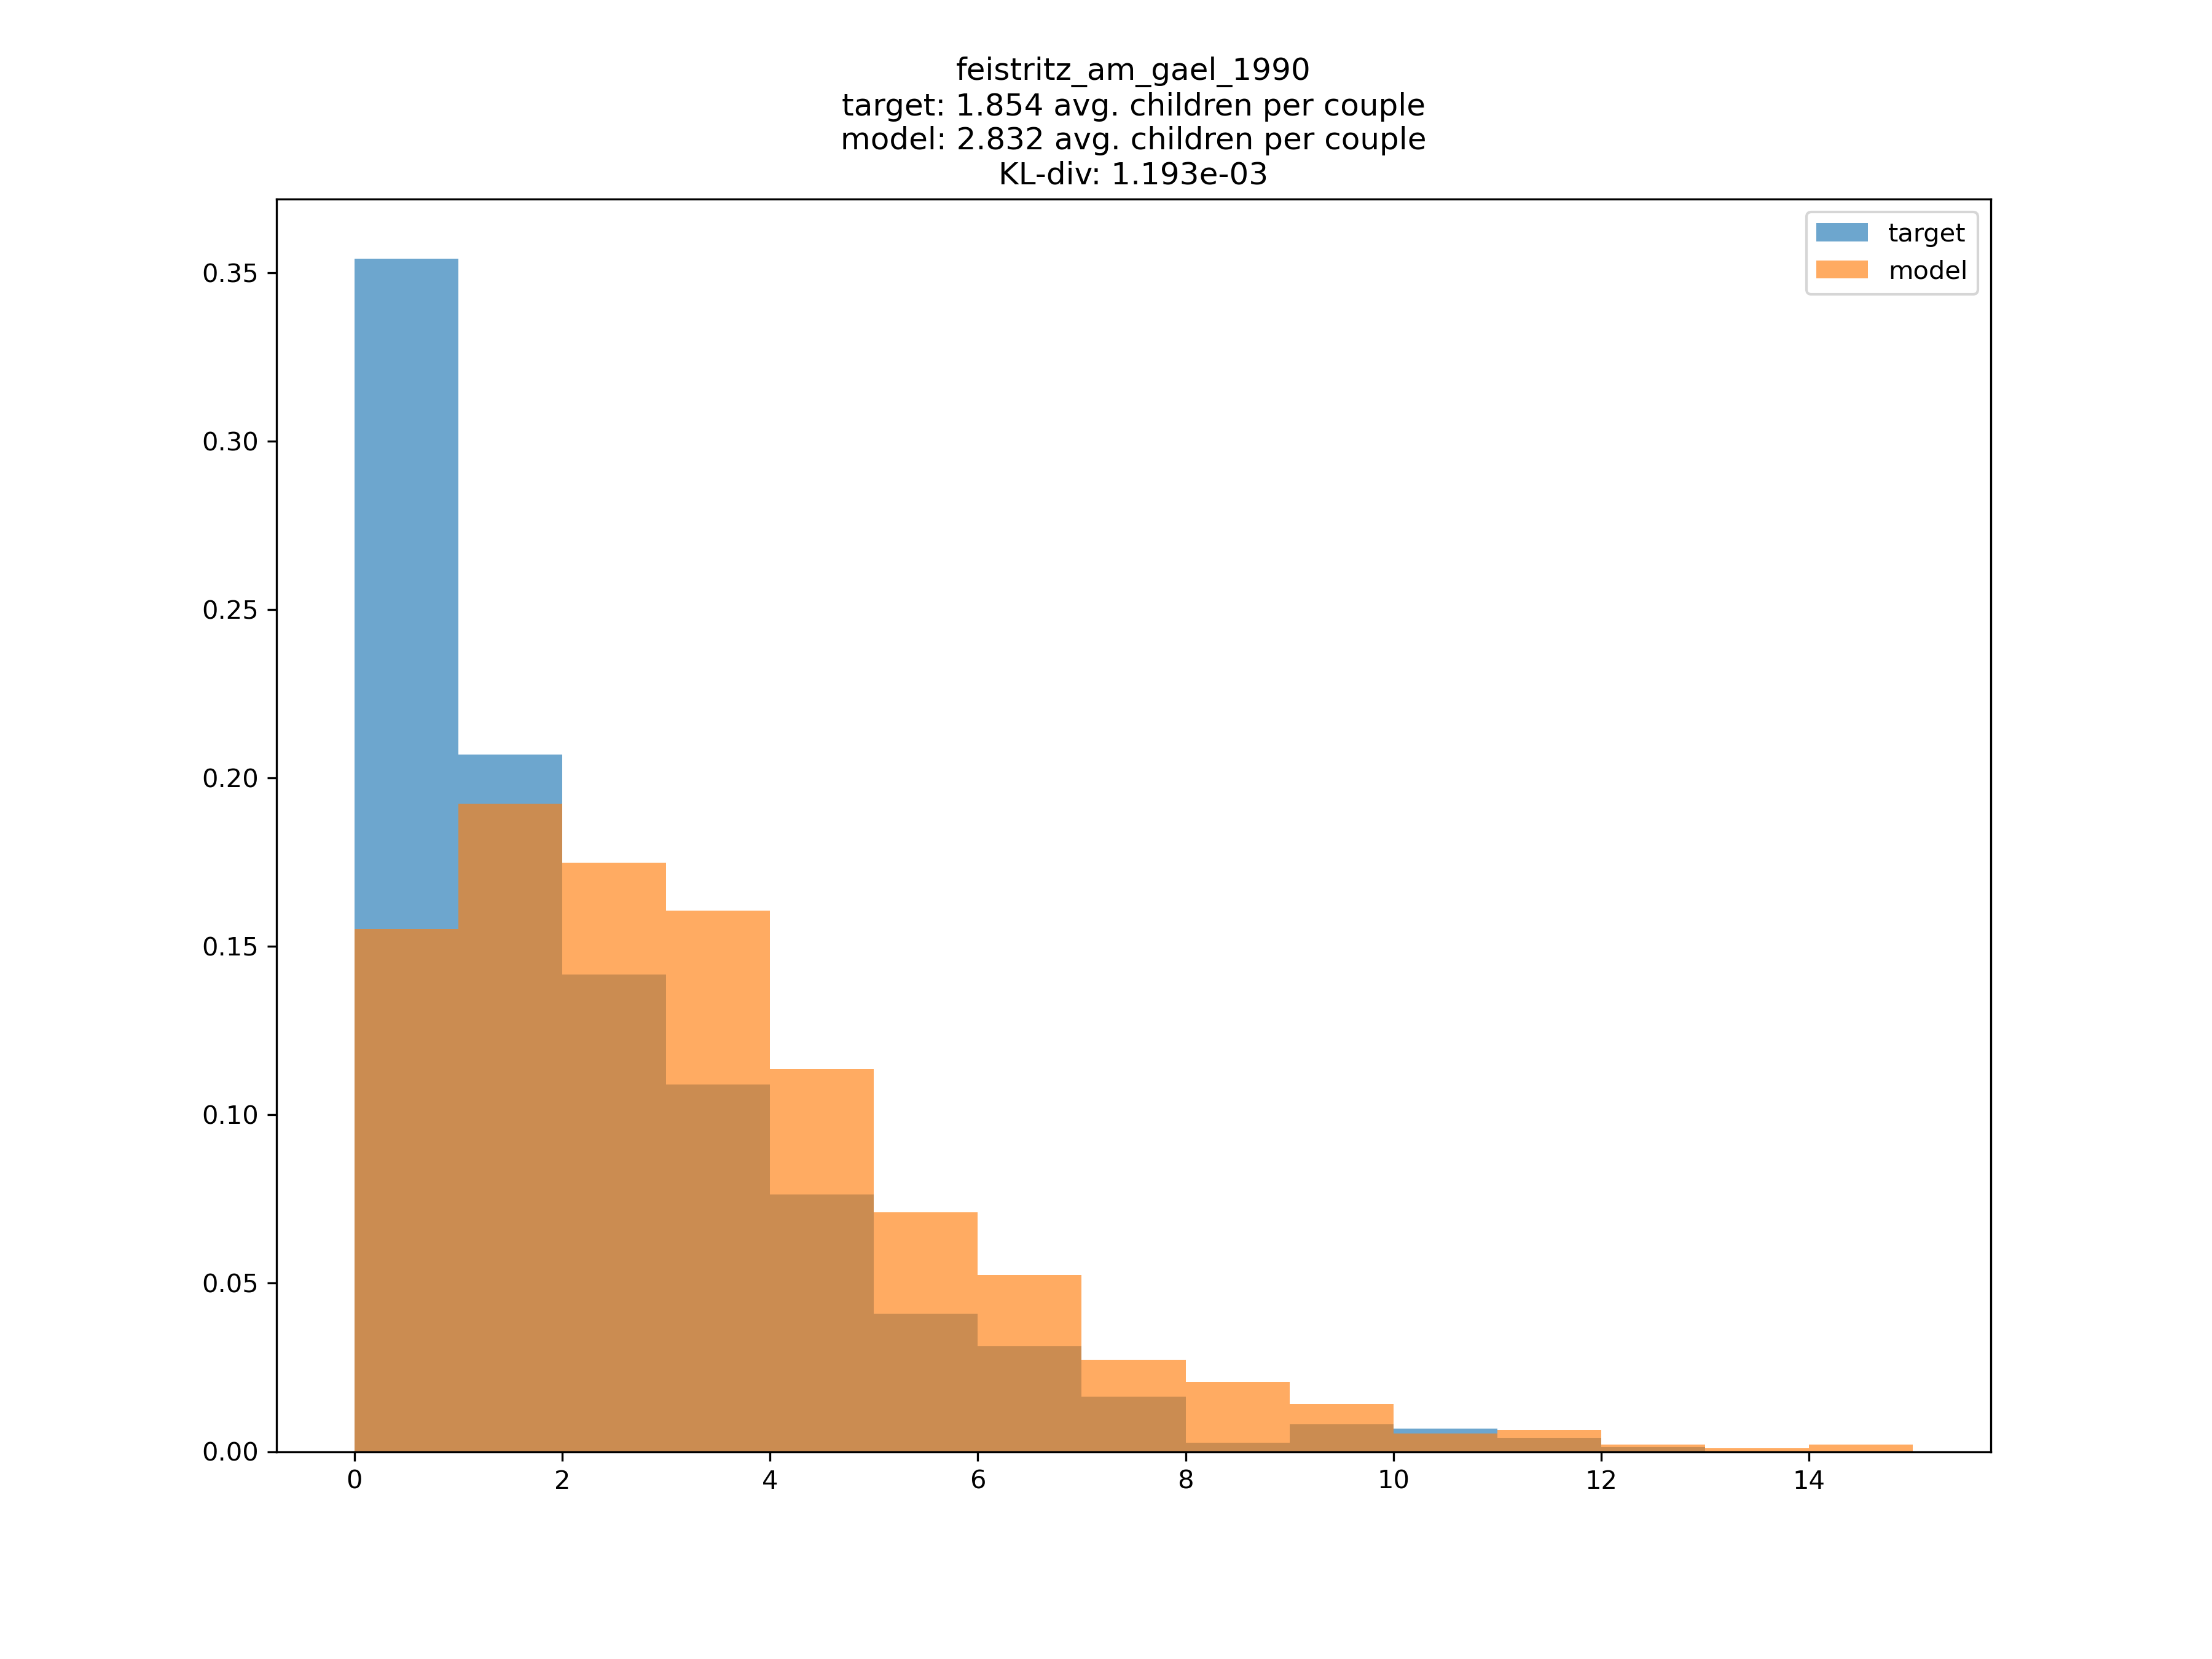 feistritz_am_gael_1990
target: 1.854 avg. children per couple
model: 2.832 avg. children per couple
KL-div: 1.193e-03
target
model
0.35
0.30
0.25
0.20
0.15
0.10
0.05
0.00
0 2 4 6 8 10 12 14